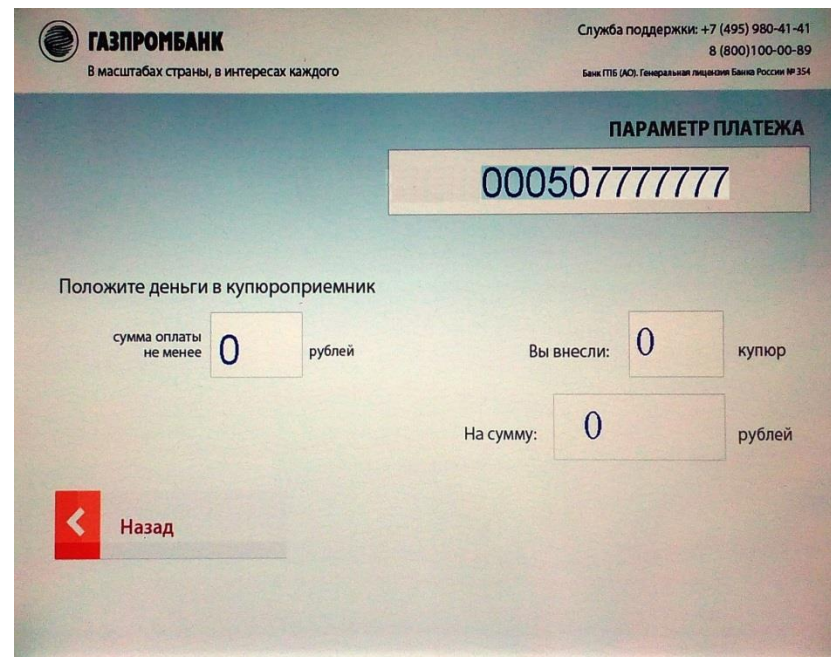 ГАЗПРОМБАНК
В масштабах страны, в интересах каждого
Служба поддержки: +7 (495) 980-41-41
8 (800)100-00-89
Банк ГПБ (АО). Генеральная лицензия Банка России № 354
ПАРАМЕТР ПЛАТЕЖА
000507777777
Положите деньги в купюроприемник
сумма оплаты
не менее 0 рублей
Вы внесли: 0 купюр
На сумму: 0 рублей
Назад